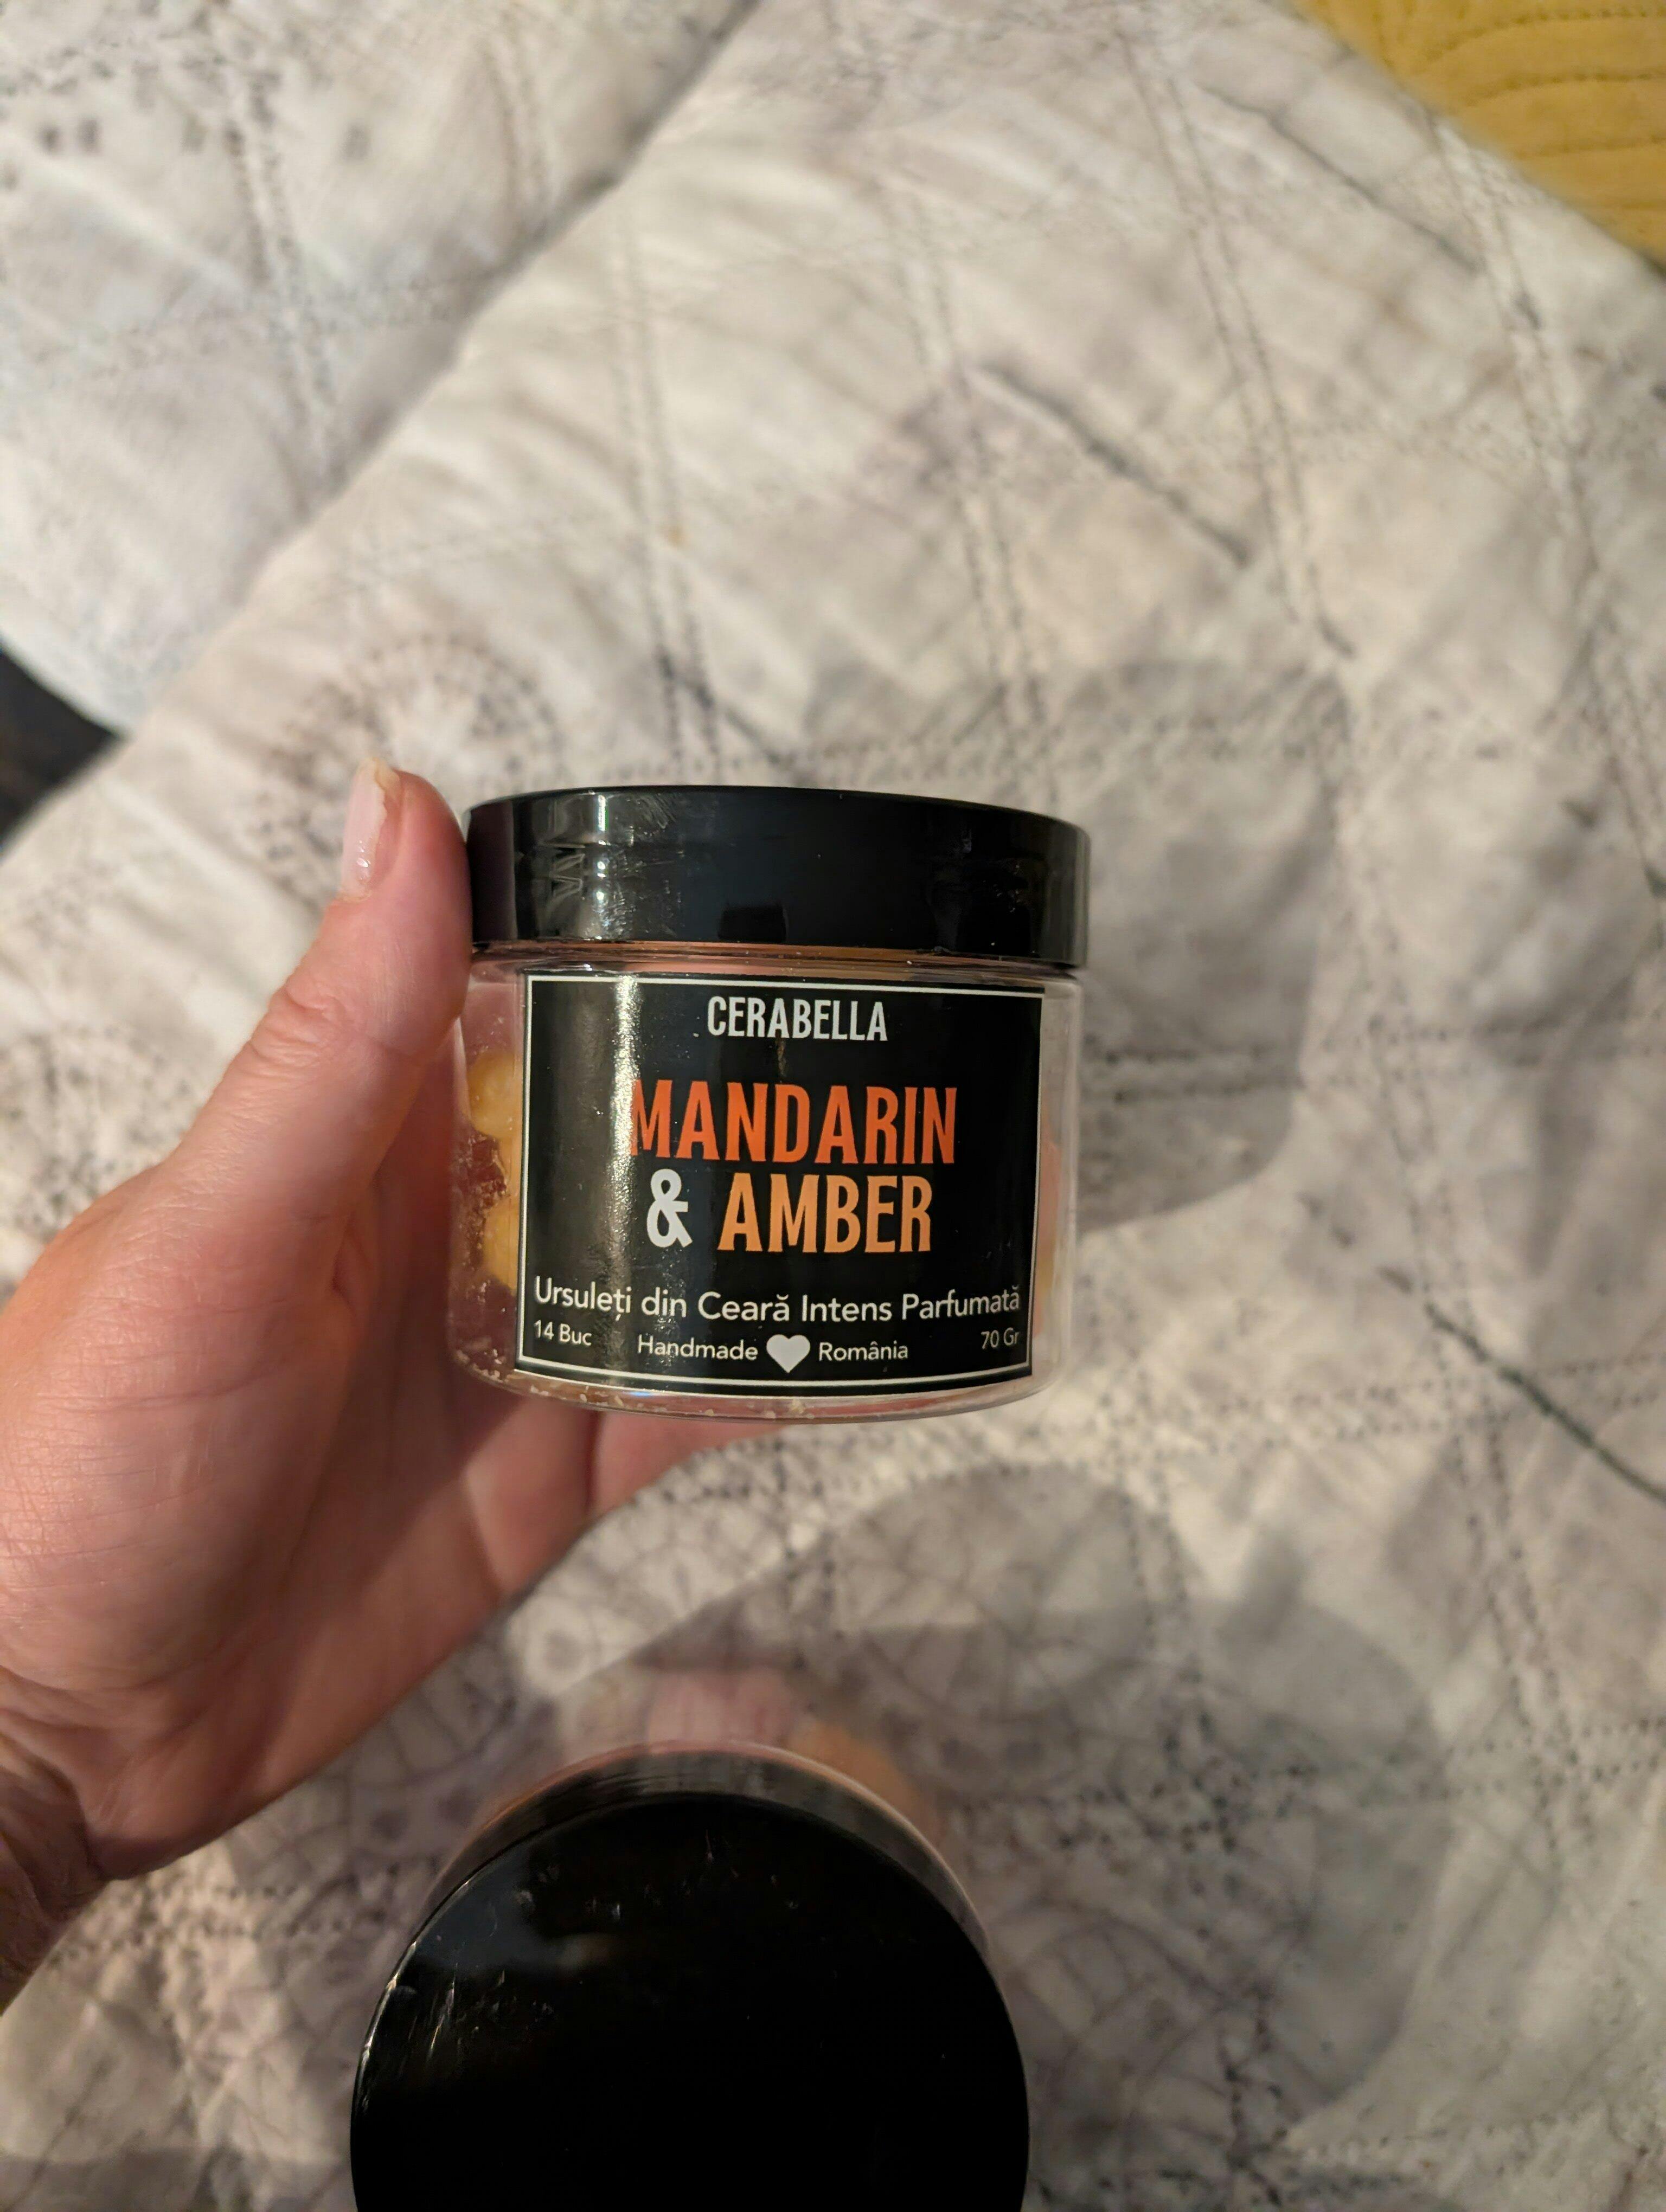 CERABELLA
MANDARIN
& AMBER
Ursuleți din Ceară Intens Parfumată
14 Buc Handmade România 70 Gr